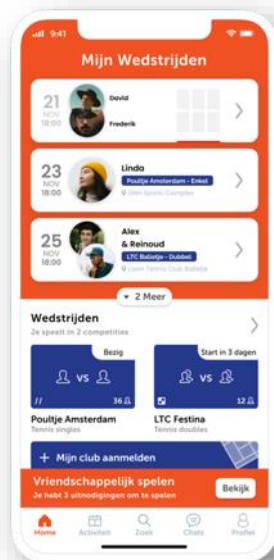 9:41
Mijn Wedstrijden
21
NOV
18:00
David
Frederik
23
NOV
18:00
Linda
Poultje Amsterdam - Enkel
25
NOV
18:00
Alex
& Reinoud
LTC Balletje - Dubbel
2 Meer
Wedstrijden
Je speelt in 2 competities
Bezig
VS
36
Start in 3 dagen
VS
12
Poultje Amsterdam
Tennis singles
LTC Festina
Tennis doubles
+ Mijn club aanmelden
Vriendschappelijk spelen
Je hebt 3 uitnodigingen om te spelen
Bekijk
Home
Activiteit
Zoek
Chats
Profiel